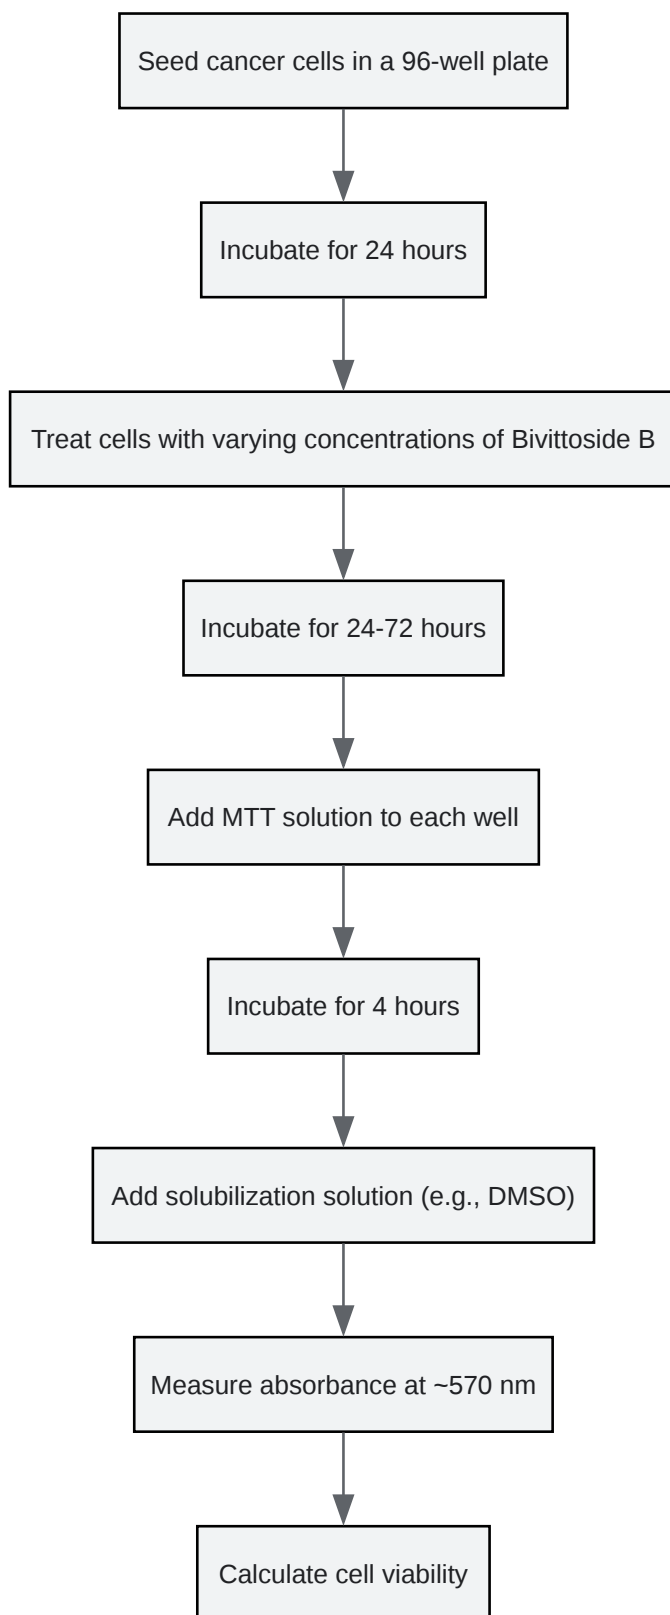 Seed cancer cells in a 96-well plate
Incubate for 24 hours
Treat cells with varying concentrations of Bivittoside B
Incubate for 24-72 hours
Add MTT solution to each well
Incubate for 4 hours
Add solubilization solution (e.g., DMSO)
Measure absorbance at ~570 nm
Calculate cell viability